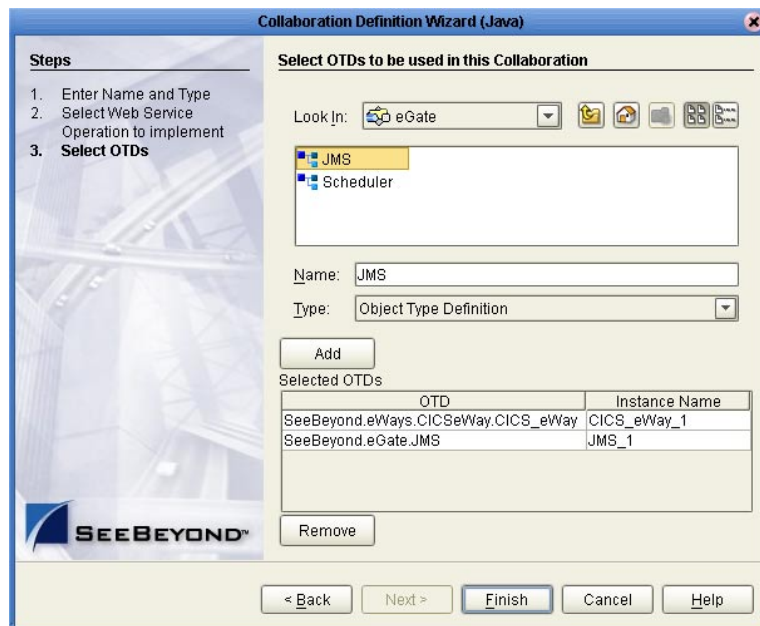 Collaboration Definition Wizard (Java)
Steps
1. Enter Name and Type
2. Select Web Service
Operation to implement
3. Select OTDs
SEEBEYOND™
Select OTDs to be used in this Collaboration
Look In: eGate
JMS
Scheduler
Name: JMS
Type: Object Type Definition
Add
Selected OTDs
OTD Instance Name
SeeBeyond.eWays.CICSeWay.CICS_eWay CICS_eWay_1
SeeBeyond.eGate.JMS JMS_1
Remove
< Back Next > Finish Cancel Help